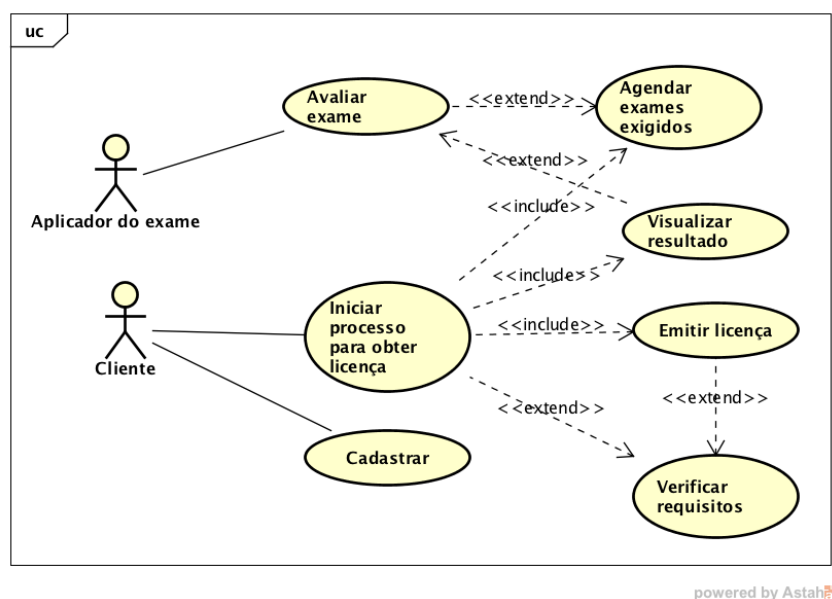 uc
Avaliar
exame
<<extend>>
Agendar
exames
exigidos
<<extend>>
Aplicador do exame
<<include>>
Visualizar
resultado
<<include>>
Iniciar
processo
para obter
licença
<<include>>
Emitir licença
Cliente
<<extend>>
<<extend>>
Cadastrar
Verificar
requisitos
powered by Astah